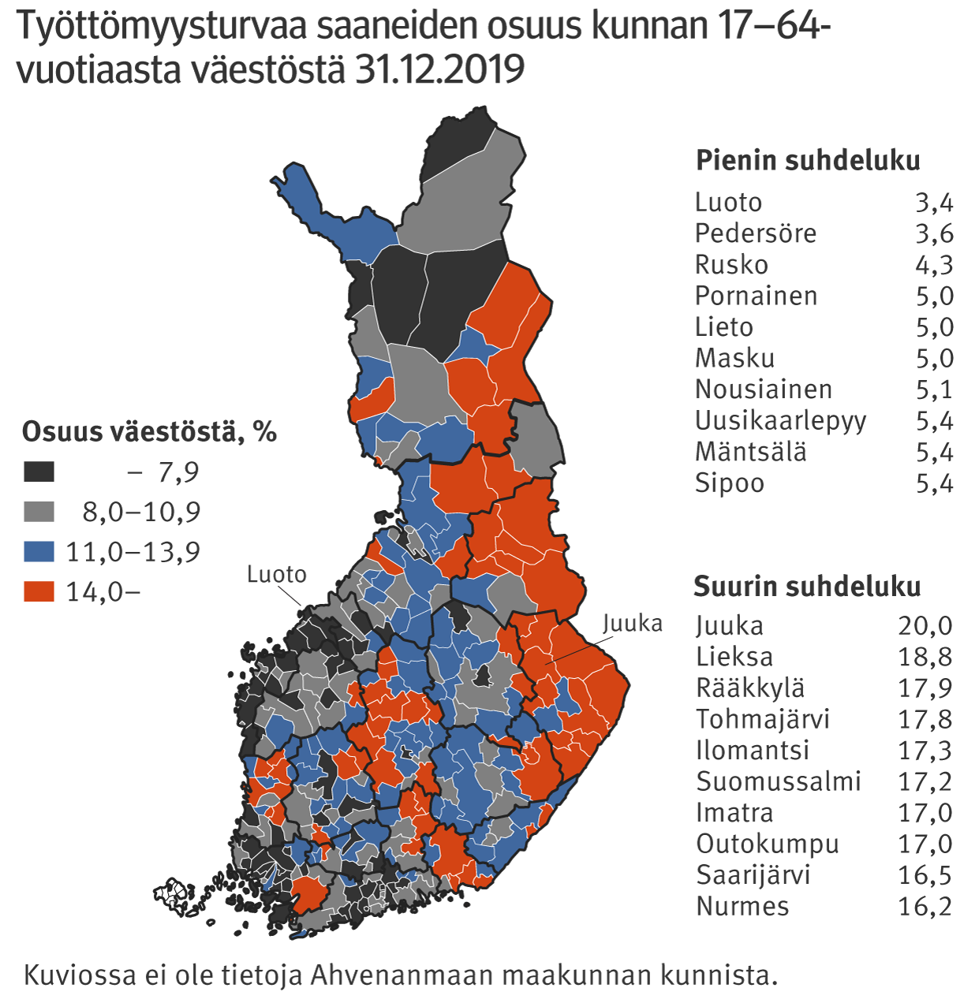 Työttömyysturvaa saaneiden osuus kunnan 17–64-
vuotiaasta väestöstä 31.12.2019
Pienin suhdeluku
Luoto 3,4
Pedersöre 3,6
Rusko 4,3
Pornainen 5,0
Lieto 5,0
Masku 5,0
Nousiainen 5,1
Uusikaarlepyy 5,4
Mäntsälä 5,4
Sipoo 5,4
Osuus väestöstä, %
– 7,9
8,0–10,9
11,0–13,9
14,0–
Luoto
Juuka
Suurin suhdeluku
Juuka 20,0
Lieksa 18,8
Rääkkylä 17,9
Tohmajärvi 17,8
Ilomantsi 17,3
Suomussalmi 17,2
Imatra 17,0
Outokumpu 17,0
Saarijärvi 16,5
Nurmes 16,2
Kuviossa ei ole tietoja Ahvenanmaan maakunnan kunnista.